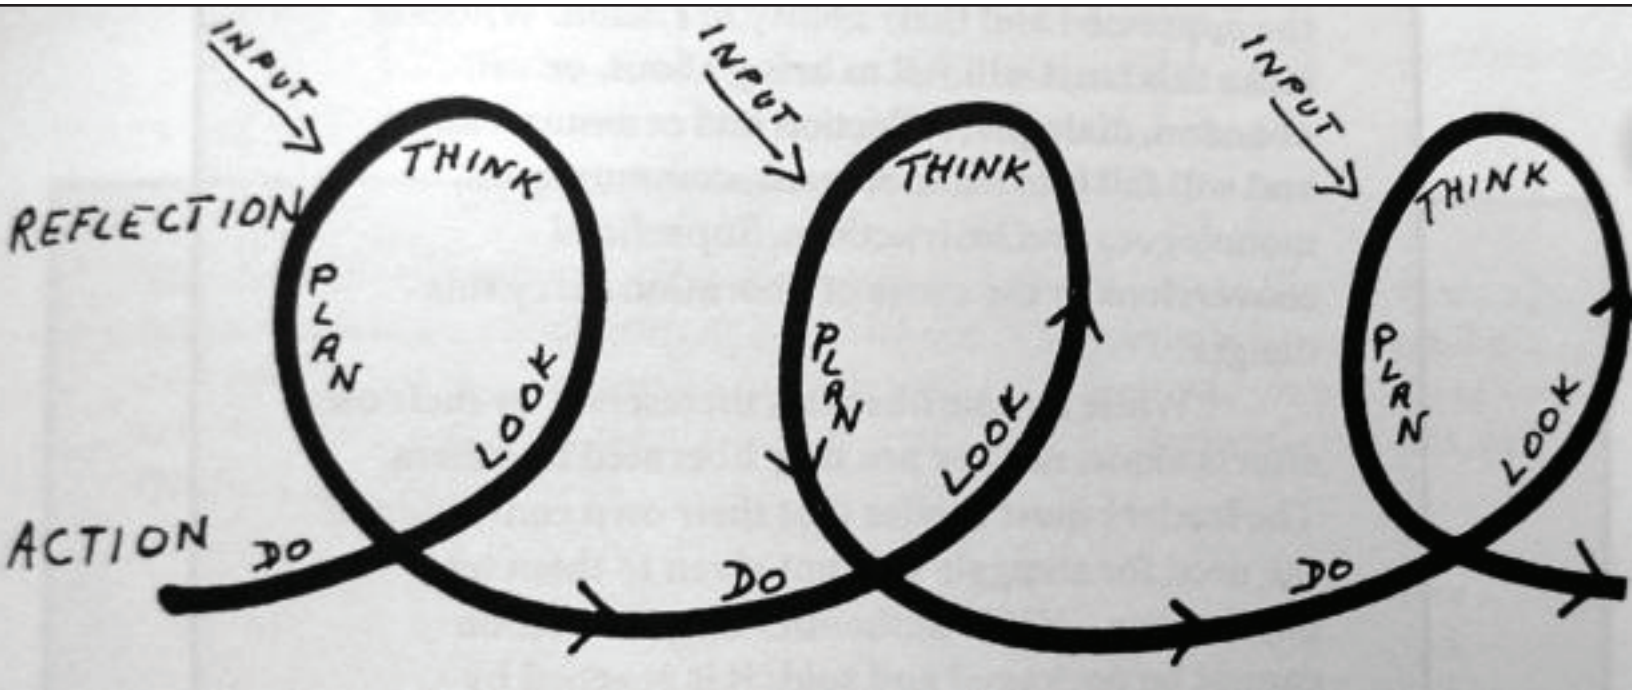 INPUT
INPUT
INPUT
THINK
THINK
THINK
REFLECTION
PLAN
PLAN
PLAN
LOOK
LOOK
LOOK
ACTION
DO
DO
DO